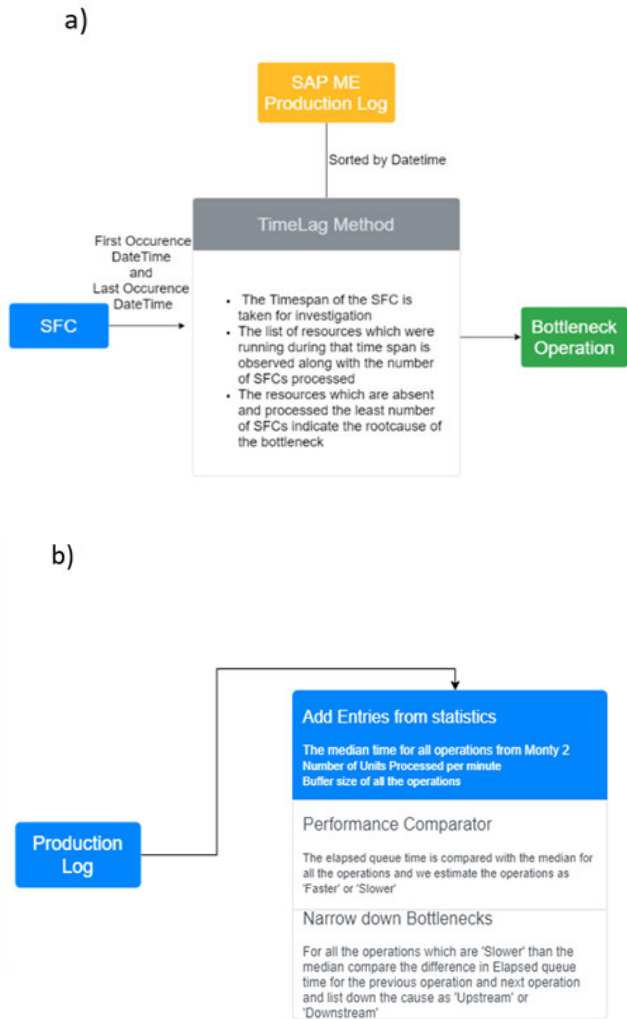 a)
SAP ME
Production Log
Sorted by Datetime
TimeLag Method
First Occurence
DateTime
and
Last Occurence
DateTime
SFC
• The Timespan of the SFC is
taken for investigation
• The list of resources which were
running during that time span is
observed along with the number
of SFCs processed
• The resources which are absent
and processed the least number
of SFCs indicate the rootcause of
the bottleneck
Bottleneck
Operation
b)
Add Entries from statistics
The median time for all operations from Monty 2
Number of Units Processed per minute
Buffer size of all the operations
Production
Log
Performance Comparator
The elapsed queue time is compared with the median for
all the operations and we estimate the operations as
'Faster' or 'Slower'
Narrow down Bottlenecks
For all the operations which are 'Slower' than the
median compare the difference in Elapsed queue
time for the previous operation and next operation
and list down the cause as 'Upstream' or
'Downstream'